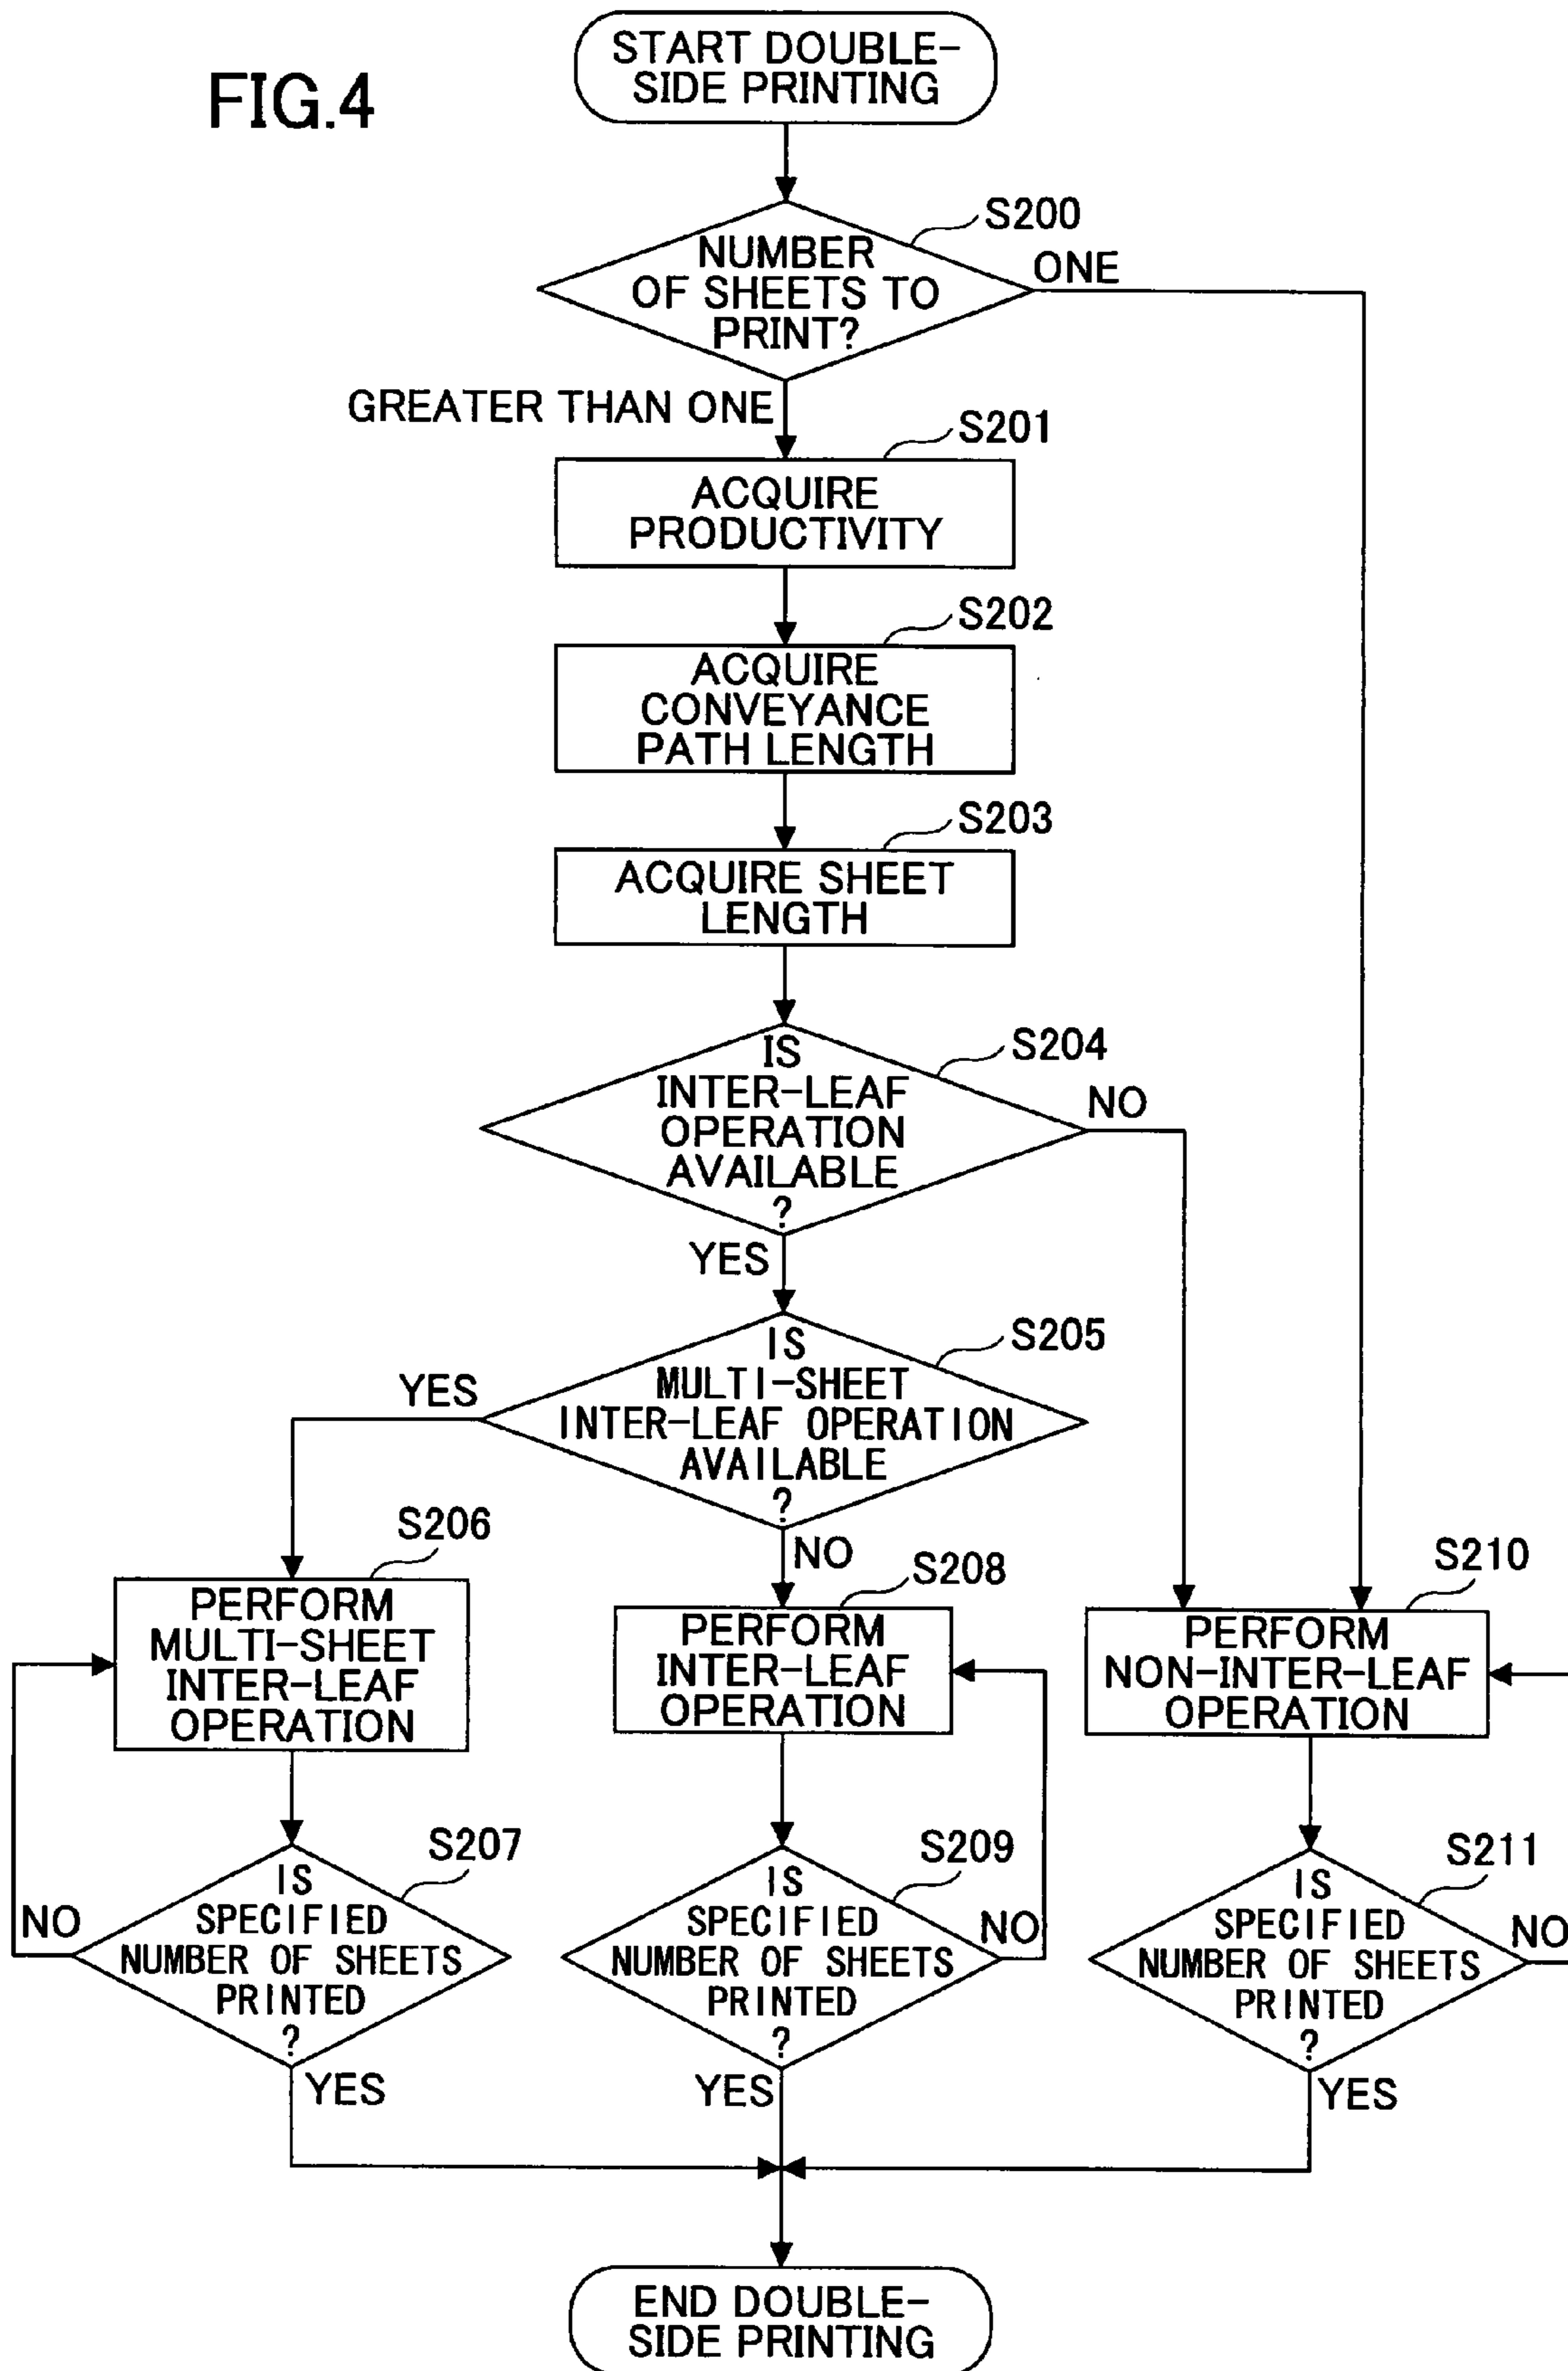 FIG.4
START DOUBLE-
SIDE PRINTING
S200
NUMBER
OF SHEETS TO
PRINT?
ONE
GREATER THAN ONE
S201
ACQUIRE
PRODUCTIVITY
S202
ACQUIRE
CONVEYANCE
PATH LENGTH
S203
ACQUIRE SHEET
LENGTH
S204
IS
INTER-LEAF
OPERATION
AVAILABLE
?
NO
YES
S205
IS
MULTI-SHEET
INTER-LEAF OPERATION
AVAILABLE
?
YES
NO
S206
PERFORM
MULTI-SHEET
INTER-LEAF
OPERATION
S208
PERFORM
INTER-LEAF
OPERATION
S210
PERFORM
NON-INTER-LEAF
OPERATION
S207
IS
SPECIFIED
NUMBER OF SHEETS
PRINTED
?
NO
YES
S209
IS
SPECIFIED
NUMBER OF SHEETS
PRINTED
?
NO
YES
S211
IS
SPECIFIED
NUMBER OF SHEETS
PRINTED
?
NO
YES
END DOUBLE-
SIDE PRINTING